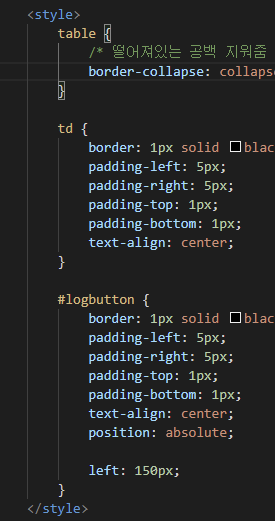 <style>
table {
/* 떨어져있는 공백 지워줌
border-collapse: collapse
}
td {
border: 1px solid blac
padding-left: 5px;
padding-right: 5px;
padding-top: 1px;
padding-bottom: 1px;
text-align: center;
}
#logbutton {
border: 1px solid blac
padding-left: 5px;
padding-right: 5px;
padding-top: 1px;
padding-bottom: 1px;
text-align: center;
position: absolute;
left: 150px;
}
</style>